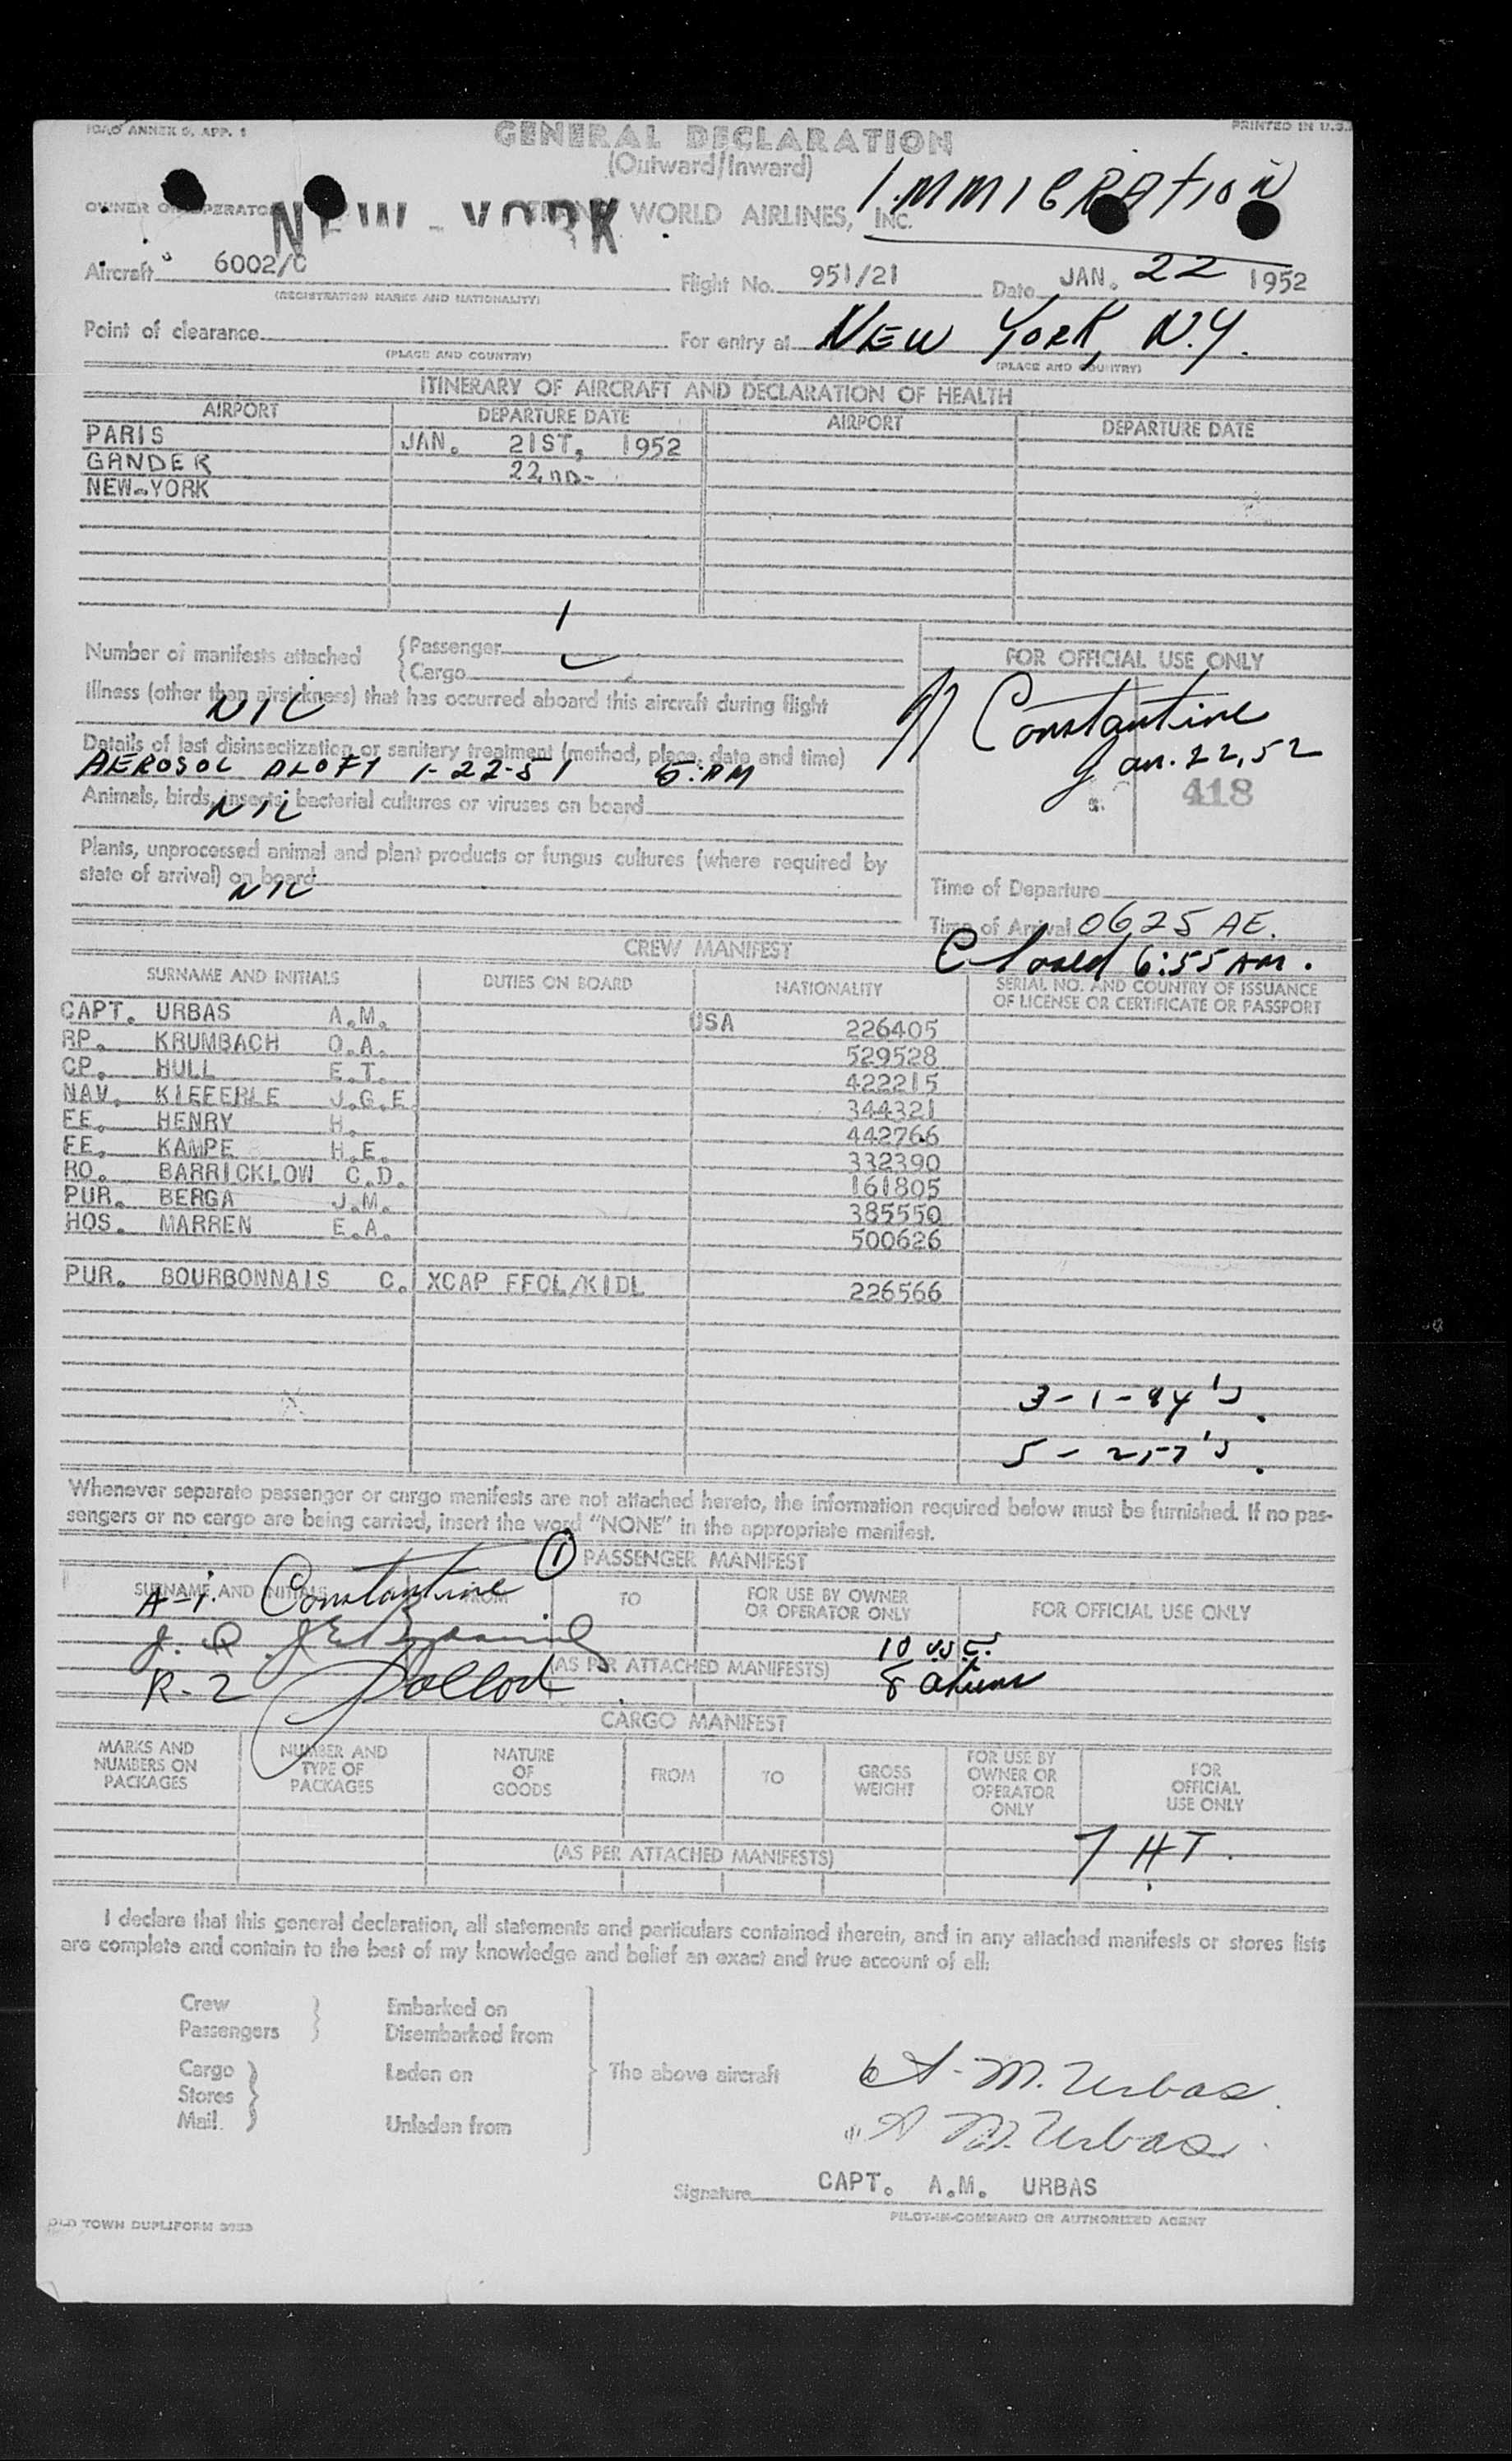 ICAO ANNEX 9, APP. 1
PRINTED IN U.S.
GENERAL DECLARATION
(Outward/Inward)
IMMIGRATION
OWNER OR OPERATOR WORLD AIRLINES, INC.
NEW-YORK
Aircraft 6002/C Flight No. 951/21 Date JAN. 22 1952
(REGISTRATION MARKS AND NATIONALITY)
Point of clearance For entry at NEW YORK, N.Y.
(PLACE AND COUNTRY) (PLACE AND COUNTRY)
ITINERARY OF AIRCRAFT AND DECLARATION OF HEALTH
AIRPORT DEPARTURE DATE AIRPORT DEPARTURE DATE
PARIS JAN. 21ST, 1952
GANDER 22ND-
NEW-YORK
Number of manifests attached Passenger 1
Cargo
FOR OFFICIAL USE ONLY
Illness (other than airsickness) that has occurred aboard this aircraft during flight
NIL
Constantine
Jan. 22, 52
418
Details of last disinsectization or sanitary treatment (method, place, date and time)
AEROSOL ALOFT 1-22-51 5:AM
Animals, birds, insects, bacterial cultures or viruses on board
NIL
Plants, unprocessed animal and plant products or fungus cultures (where required by
state of arrival) on board
NIL
Time of Departure
Time of Arrival 0625 AE.
Closed 6:55 AM.
CREW MANIFEST
SURNAME AND INITIALS DUTIES ON BOARD NATIONALITY SERIAL NO. AND COUNTRY OF ISSUANCE
OF LICENSE OR CERTIFICATE OR PASSPORT
CAPT. URBAS A.M. USA 226405
RP. KRUMBACH O.A. 529528
CP. HULL E.T. 422215
NAV. KIEFERLE J.G.E. 344321
FE. HENRY H. 442766
FE. KAMPE H.E. 332390
RO. BARRICKLOW C.D. 161805
PUR. BERGA J.M. 385550
HOS. MARREN E.A. 500626
PUR. BOURBONNAIS C. XCAP FFOL/KIDL 226566
3-1-94's.
5-257's.
Whenever separate passenger or cargo manifests are not attached hereto, the information required below must be furnished. If no pas-
sengers or no cargo are being carried, insert the word "NONE" in the appropriate manifest.
1 PASSENGER MANIFEST
SURNAME AND INITIALS FROM TO FOR USE BY OWNER
OR OPERATOR ONLY
FOR OFFICIAL USE ONLY
Constantine
10 USC.
(AS PER ATTACHED MANIFESTS)
R-2
8 aliens
CARGO MANIFEST
MARKS AND
NUMBERS ON
PACKAGES
NUMBER AND
TYPE OF
PACKAGES
NATURE
OF
GOODS
FROM
TO
GROSS
WEIGHT
FOR USE BY
OWNER OR
OPERATOR
ONLY
FOR
OFFICIAL
USE ONLY
7 HT.
(AS PER ATTACHED MANIFESTS)
I declare that this general declaration, all statements and particulars contained therein, and in any attached manifests or stores lists
are complete and contain to the best of my knowledge and belief an exact and true account of all:
Crew Embarked on
Passengers Disembarked from
Cargo Laden on The above aircraft
Stores
Mail Unladen from
A. M. Urbas
A M. Urbas
Signature CAPT. A.M. URBAS
PILOT-IN-COMMAND OR AUTHORIZED AGENT
OLD TOWN DUPLIFORM 3953